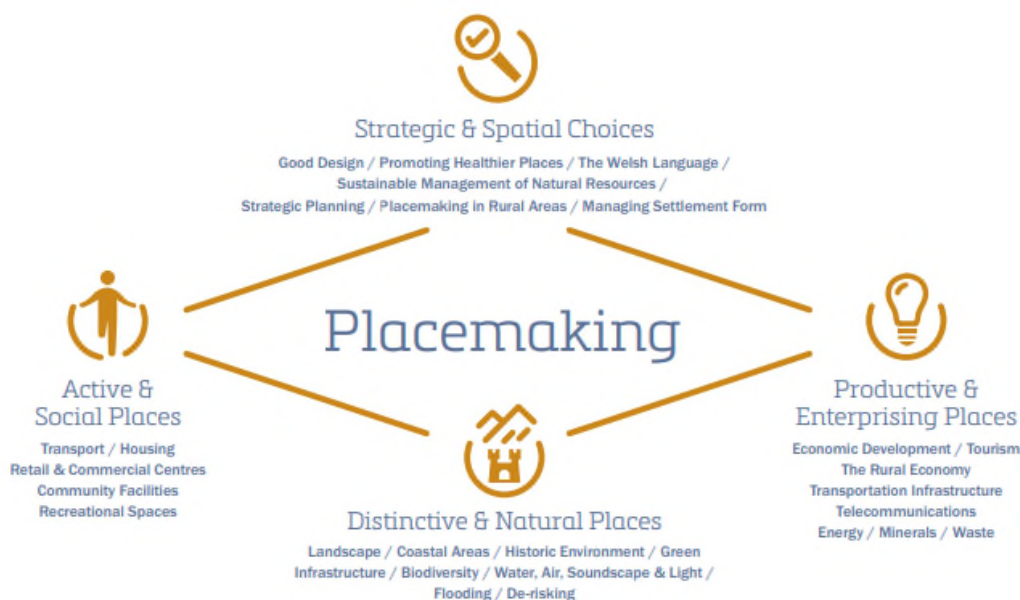 Strategic & Spatial Choices
Good Design / Promoting Healthier Places / The Welsh Language /
Sustainable Management of Natural Resources /
Strategic Planning / Placemaking in Rural Areas / Managing Settlement Form
Placemaking
Active &
Social Places
Transport / Housing
Retail & Commercial Centres
Community Facilities
Recreational Spaces
Productive &
Enterprising Places
Economic Development / Tourism
The Rural Economy
Transportation Infrastructure
Telecommunications
Energy / Minerals / Waste
Distinctive & Natural Places
Landscape / Coastal Areas / Historic Environment / Green
Infrastructure / Biodiversity / Water, Air, Soundscape & Light /
Flooding / De-risking